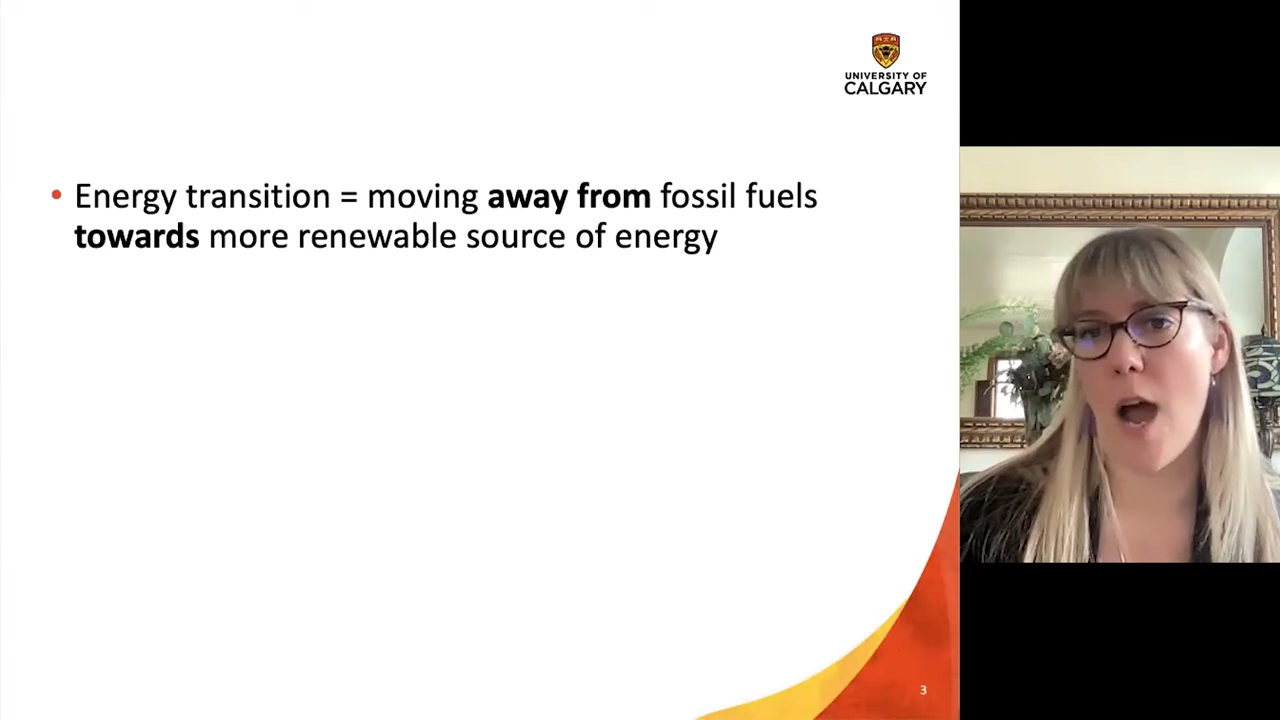 UNIVERSITY OF
CALGARY
• Energy transition = moving away from fossil fuels
towards more renewable source of energy
3